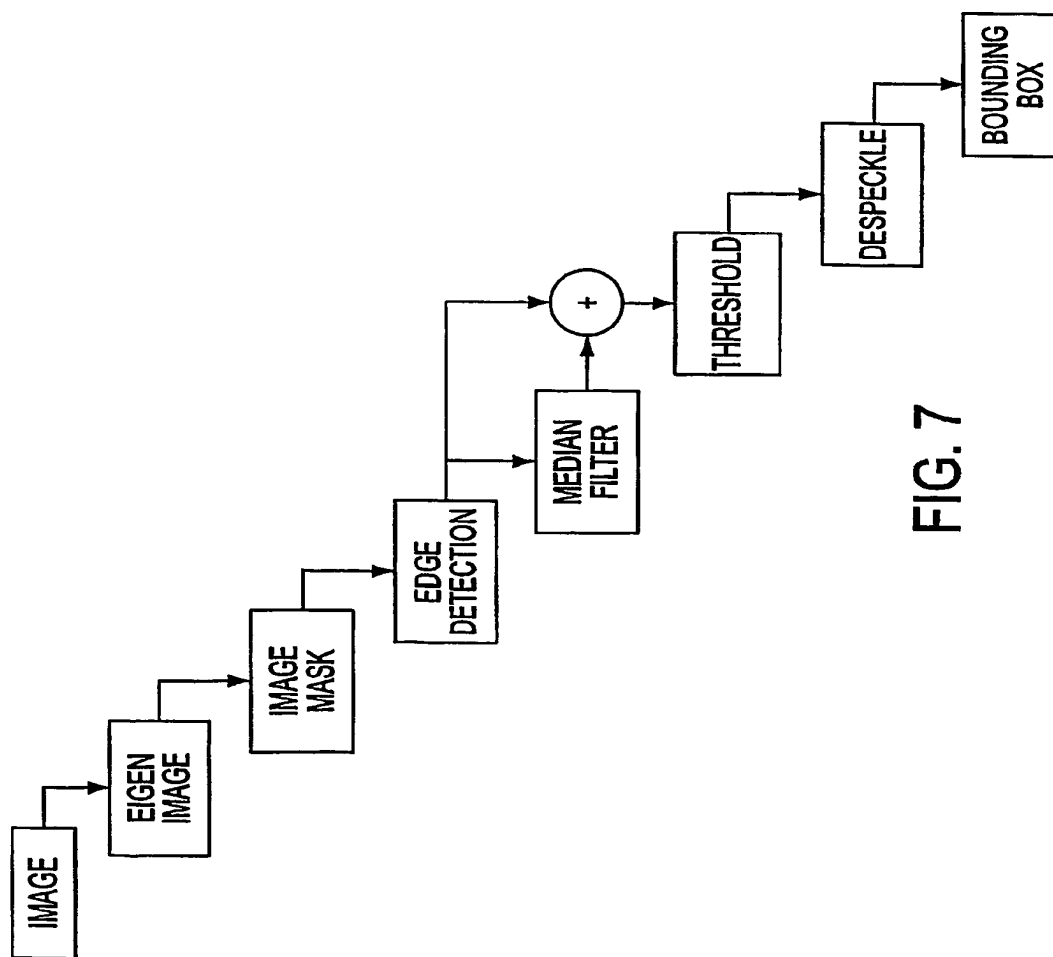 IMAGE
EIGEN
IMAGE
IMAGE
MASK
EDGE
DETECTION
MEDIAN
FILTER
+
THRESHOLD
DESPECKLE
BOUNDING
BOX
FIG. 7